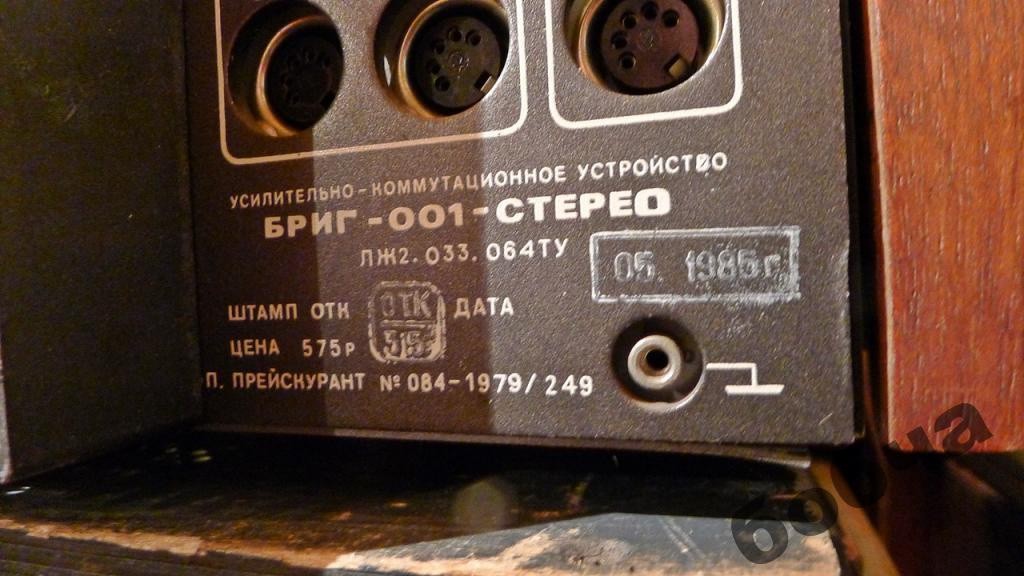 УСИЛИТЕЛЬНО-КОММУТАЦИОННОЕ УСТРОЙСТВО
БРИГ-001-СТЕРЕО
ЛЖ2.033.064ТУ
05. 1985г.
ШТАМП ОТК ОТК ДАТА
ЦЕНА 575р
П. ПРЕЙСКУРАНТ № 084-1979/249